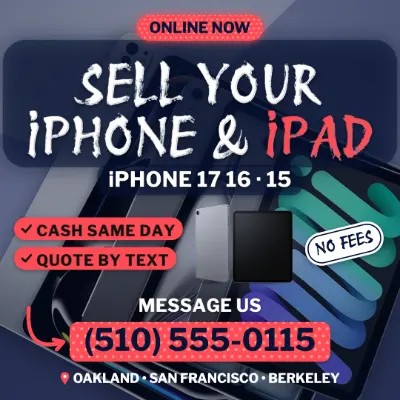 ONLINE NOW
SELL YOUR
iPHONE & iPAD
iPHONE 17 16 · 15
CASH SAME DAY
QUOTE BY TEXT
NO FEES
MESSAGE US
(510) 555-0115
OAKLAND • SAN FRANCISCO • BERKELEY